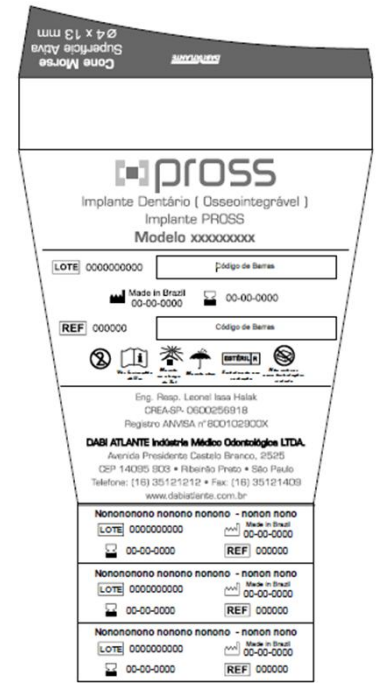 Cone Morse
Superfície Ativa
Ø4 x 13 mm
DABI ATLANTE
pross
Implante Dentário ( Osseointegrável )
Implante PROSS
Modelo xxxxxxxxx
LOTE 0000000000 Código de Barras
Made in Brazil
00-00-0000 00-00-0000
REF 000000 Código de Barras
ESTÉRIL R
Eng. Resp. Leonel Issa Halak
CREA-SP- 0600256918
Registro ANVISA n° 800102900X
DABI ATLANTE Indústria Médico Odontológica LTDA.
Avenida Presidente Castelo Branco, 2525
CEP 14095 903 • Ribeirão Preto • São Paulo
Telefone: (16) 35121212 • Fax: (16) 35121409
www.dabiatlante.com.br
Nonononono nonono nonono - nonon nono
LOTE 0000000000 Made in Brazil
00-00-0000
00-00-0000 REF 000000
Nonononono nonono nonono - nonon nono
LOTE 0000000000 Made in Brazil
00-00-0000
00-00-0000 REF 000000
Nonononono nonono nonono - nonon nono
LOTE 0000000000 Made in Brazil
00-00-0000
00-00-0000 REF 000000